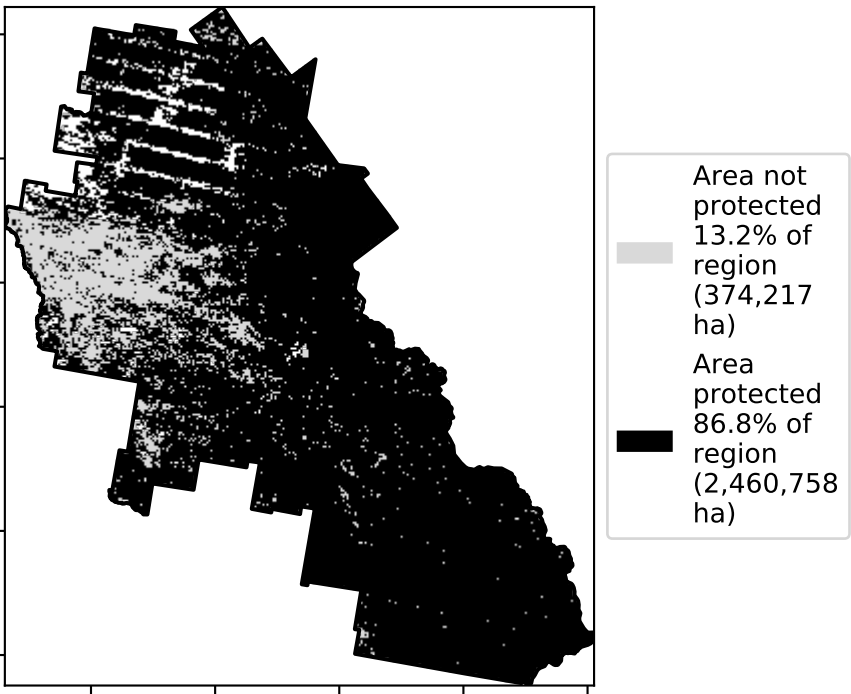 Area not
protected
13.2% of
region
(374,217
ha)
Area
protected
86.8% of
region
(2,460,758
ha)